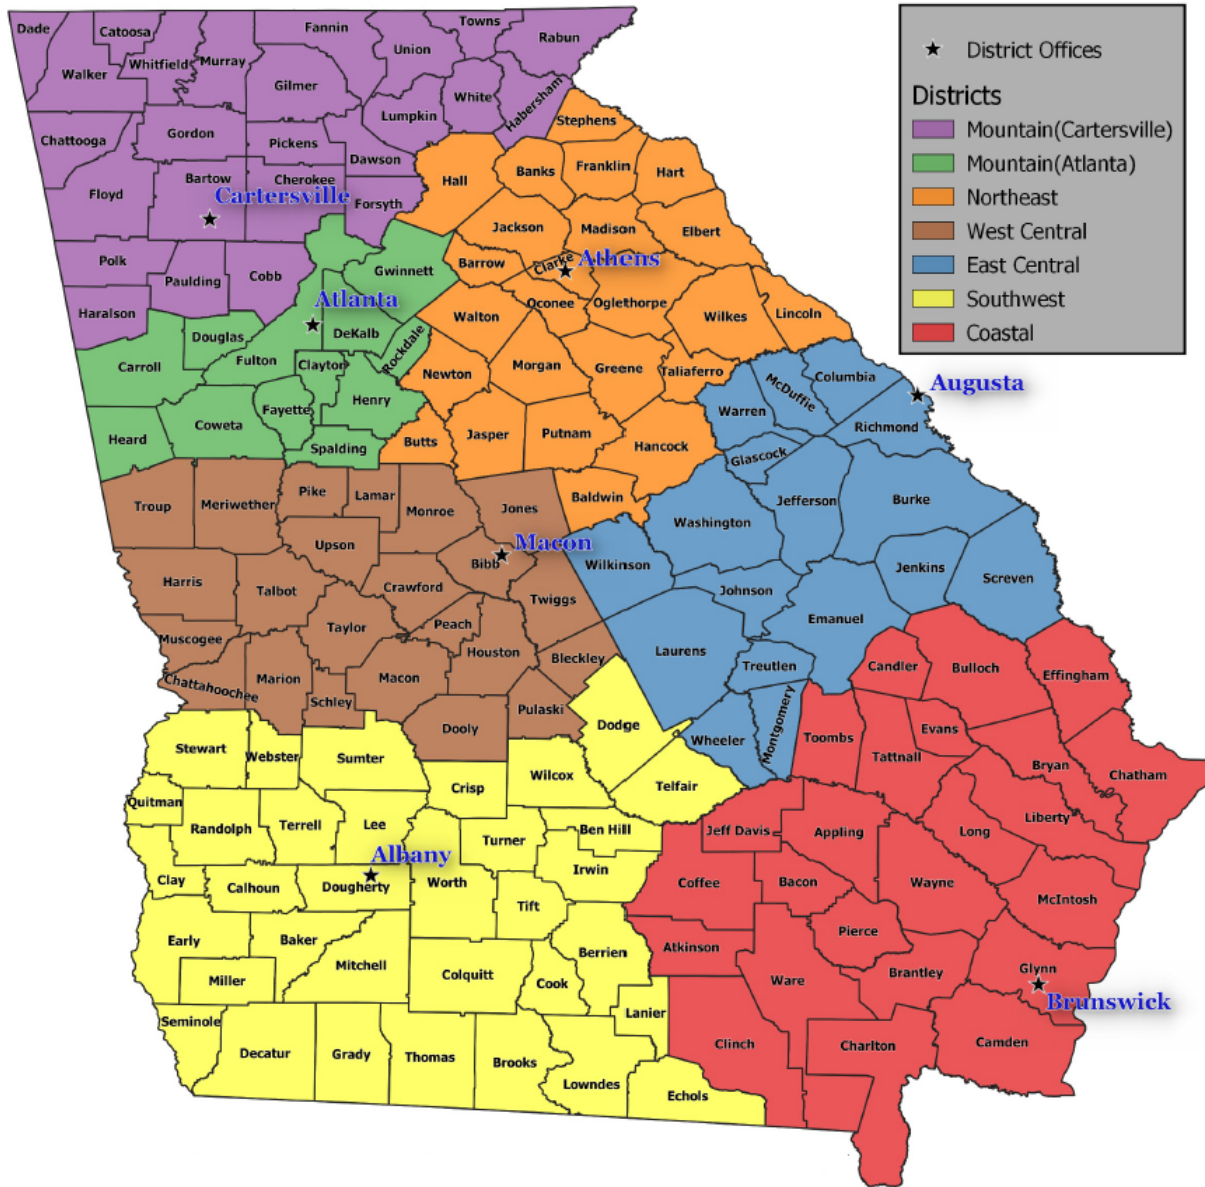 District Offices
Districts
Mountain(Cartersville)
Mountain(Atlanta)
Northeast
West Central
East Central
Southwest
Coastal
Dade
Catoosa
Fannin
Towns
Rabun
Union
Walker
Whitfield
Murray
Gilmer
White
Habersham
Lumpkin
Stephens
Chattooga
Gordon
Pickens
Dawson
Hall
Banks
Franklin
Hart
Floyd
Bartow
Cherokee
Forsyth
Cartersville
Jackson
Madison
Elbert
Polk
Paulding
Cobb
Gwinnett
Barrow
Clarke
Athens
Haralson
Atlanta
Oconee
Oglethorpe
Walton
Wilkes
Lincoln
Douglas
DeKalb
Rockdale
Carroll
Fulton
Clayton
Newton
Morgan
Greene
Taliaferro
McDuffie
Columbia
Augusta
Heard
Coweta
Fayette
Henry
Spalding
Butts
Jasper
Putnam
Hancock
Warren
Richmond
Glascock
Troup
Meriwether
Pike
Lamar
Monroe
Jones
Baldwin
Washington
Jefferson
Burke
Upson
Macon
Bibb
Wilkinson
Harris
Talbot
Crawford
Twiggs
Johnson
Jenkins
Screven
Muscogee
Taylor
Peach
Houston
Bleckley
Laurens
Treutlen
Emanuel
Candler
Bulloch
Effingham
Chattahoochee
Marion
Schley
Macon
Pulaski
Dooly
Dodge
Wheeler
Montgomery
Toombs
Tattnall
Evans
Bryan
Chatham
Stewart
Webster
Sumter
Crisp
Wilcox
Telfair
Quitman
Randolph
Terrell
Lee
Turner
Ben Hill
Jeff Davis
Appling
Long
Liberty
Albany
Clay
Calhoun
Dougherty
Worth
Irwin
Tift
Coffee
Bacon
Wayne
McIntosh
Early
Baker
Mitchell
Colquitt
Cook
Berrien
Atkinson
Pierce
Miller
Ware
Brantley
Glynn
Brunswick
Seminole
Lanier
Decatur
Grady
Thomas
Brooks
Lowndes
Echols
Clinch
Charlton
Camden